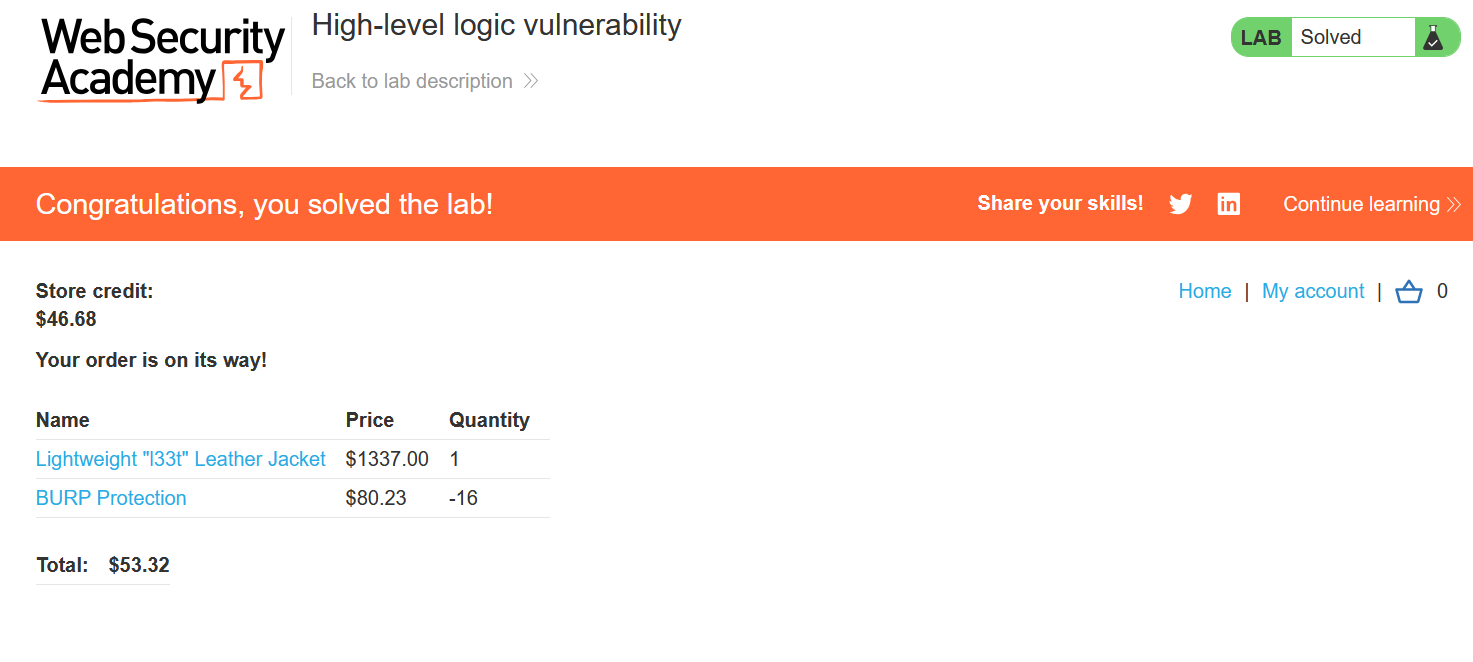 Web Security
Academy
High-level logic vulnerability
Back to lab description
LAB Solved
Congratulations, you solved the lab!
Share your skills!
Continue learning
Store credit:
$46.68
Home | My account | 0
Your order is on its way!
Name Price Quantity
Lightweight "l33t" Leather Jacket $1337.00 1
BURP Protection $80.23 -16
Total: $53.32